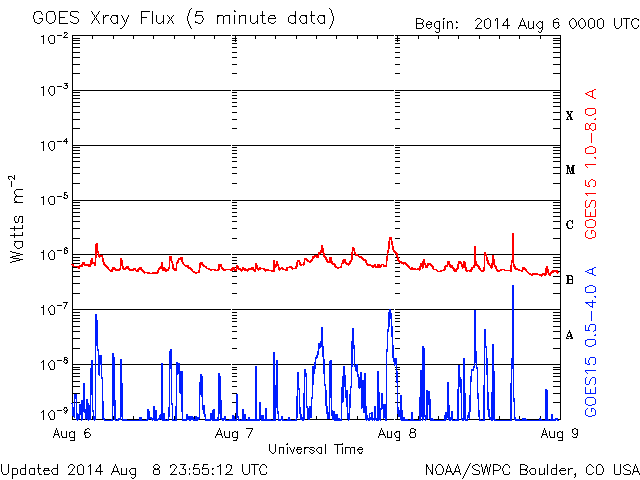 GOES Xray Flux (5 minute data)
Begin: 2014 Aug 6 0000 UTC
10-2
10-3
10-4
10-5
10-6
10-7
10-8
10-9
Watts m-2
X
M
C
B
A
GOES15 1.0-8.0 A
GOES15 0.5-4.0 A
Aug 6
Aug 7
Aug 8
Aug 9
Universal Time
Updated 2014 Aug 8 23:55:12 UTC
NOAA/SWPC Boulder, CO USA